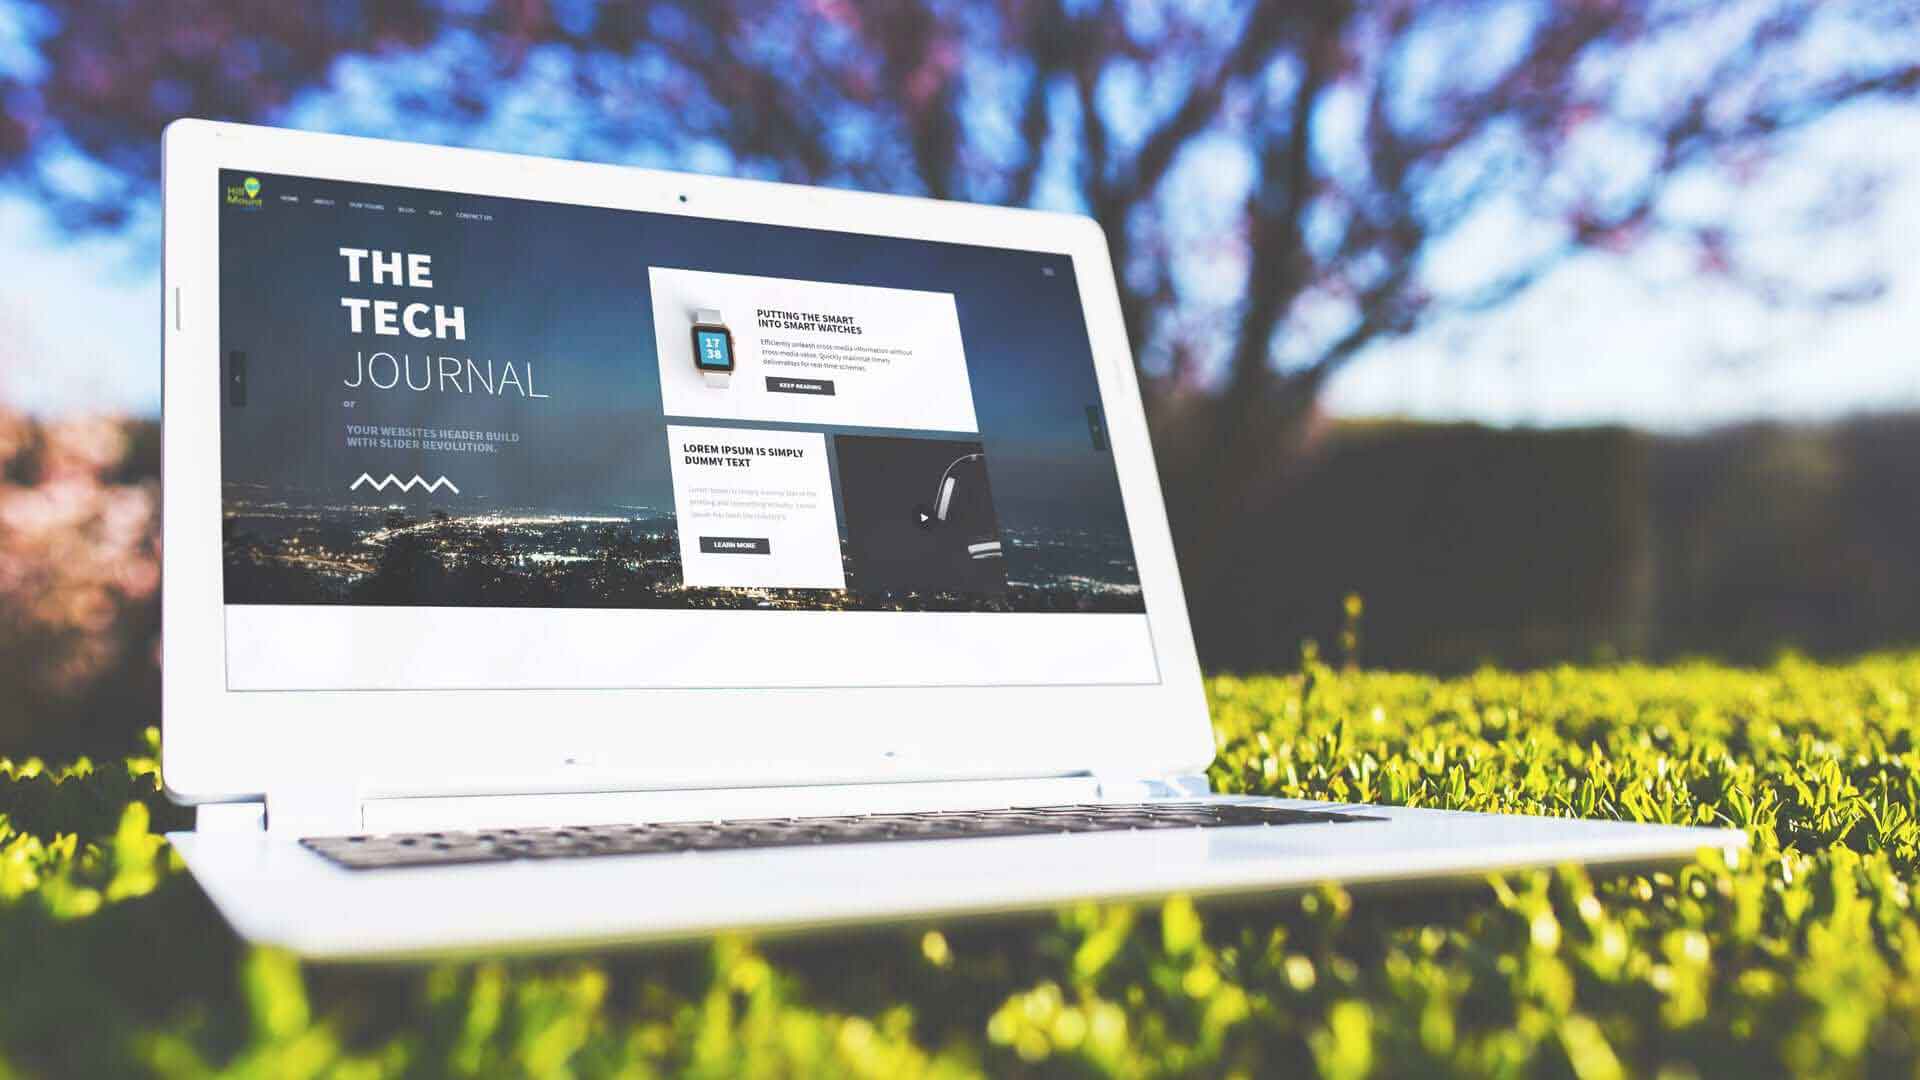 Hill
Mount
HOME ABOUT OUR TOURS BLOG VISA CONTACT US
THE
TECH
JOURNAL
or
YOUR WEBSITES HEADER BUILD
WITH SLIDER REVOLUTION.
17
38
PUTTING THE SMART
INTO SMART WATCHES
Efficiently unleash cross-media information without
cross-media value. Quickly maximize timely
deliverables for real-time schemas.
KEEP READING
LOREM IPSUM IS SIMPLY
DUMMY TEXT
Lorem Ipsum is simply dummy text of the
printing and typesetting industry. Lorem
Ipsum has been the industry's
LEARN MORE